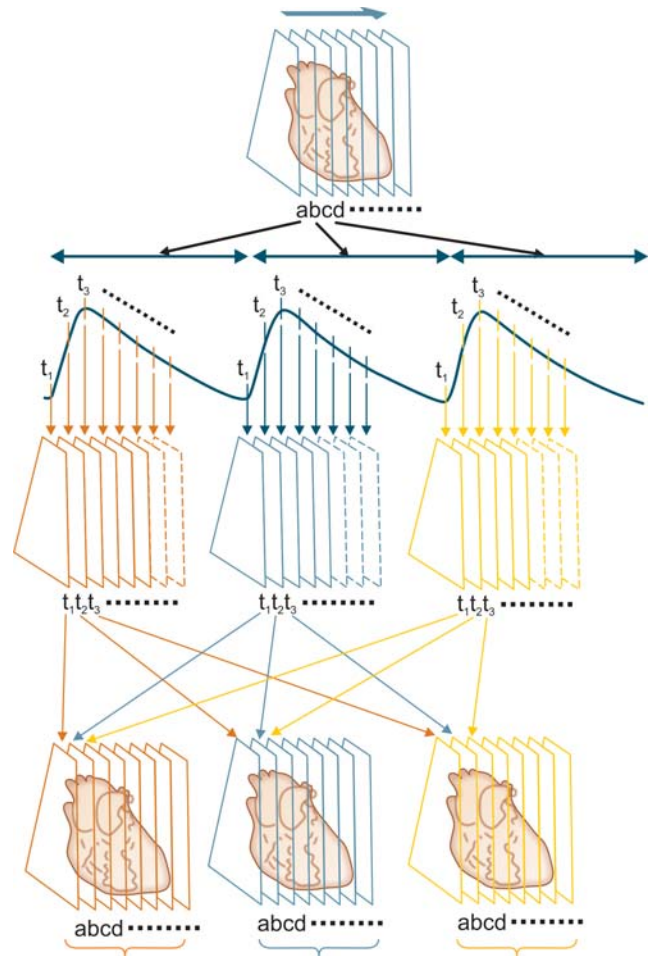 abcd
t3 t3 t3
t2 t2 t2
t1 t1 t1
t1t2t3 t1t2t3 t1t2t3
abcd abcd abcd